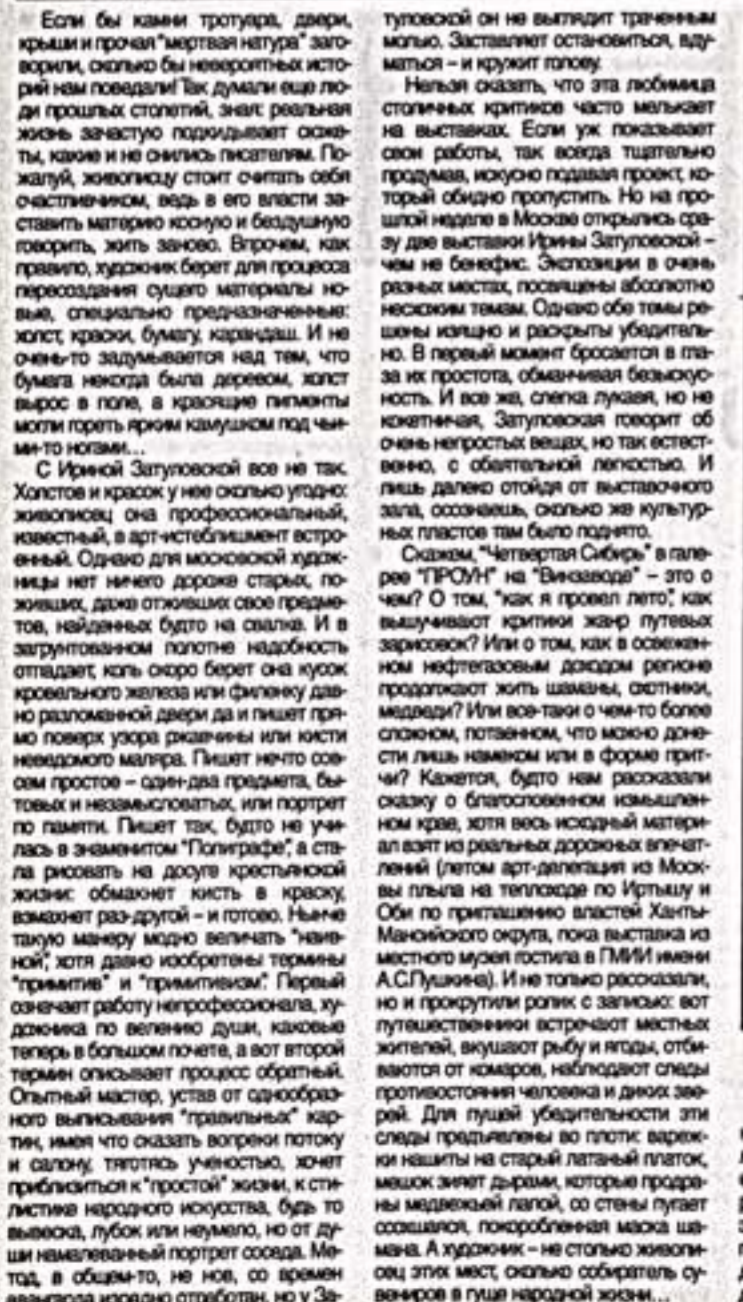 Если бы камни тротуара, двери,
крыши и прочая "мертвая натура" заго-
ворили, сколько бы невероятных исто-
рий нам поведали! Так думали еще лю-
ди прошлых столетий, зная: реальная
жизнь зачастую подкидывает сюже-
ты, какие и не снились писателям. По-
жалуй, живописцу стоит считать себя
счастливчиком, ведь в его власти за-
ставить материю косную и бездушную
говорить, жить заново. Впрочем, как
правило, художник берет для процесса
пересоздания сущего материалы но-
вые, специально предназначенные:
холст, краски, бумагу, карандаш. И не
очень-то задумывается над тем, что
бумага некогда была деревом, холст
вырос в поле, а красящие пигменты
могли гореть ярким камушком под чьи-
ми-то ногами...
С Ириной Затуловской все не так.
Холстов и красок у нее сколько угодно:
живописец она профессиональный,
известный, в арт-истеблишмент встро-
енный. Однако для московской худож-
ницы нет ничего дороже старых, по-
живших, даже отживших свое предме-
тов, найденных будто на свалке. И в
загрунтованном полотне надобность
отпадает, коль скоро берет она кусок
кровельного железа или филенку дав-
но разломанной двери да и пишет пря-
мо поверх узора ржавчины или кисти
неведомого маляра. Пишет нечто сов-
сем простое – один-два предмета, бы-
товых и незамысловатых, или портрет
по памяти. Пишет так, будто не учи-
лась в знаменитом "Полиграфе", а ста-
ла рисовать на досуге крестьянской
жизни: обмакнет кисть в краску,
взмахнет раз-другой – и готово. Нынче
такую манеру модно величать "наив-
ной", хотя давно изобретены термины
"примитив" и "примитивизм". Первый
означает работу непрофессионала, ху-
дожника по велению души, каковые
теперь в большом почете, а вот второй
термин описывает процесс обратный.
Опытный мастер, устав от однообраз-
ного выписывания "правильных" кар-
тин, имея что сказать вопреки потоку
и салону, тяготясь ученостью, хочет
приблизиться к "простой" жизни, к сти-
листике народного искусства, будь то
вывеска, лубок или неумело, но от ду-
ши намалеванный портрет соседа. Ме-
тод, в общем-то, не нов, со времен
авангарда изрядно отработан, но у За-
туловской он не выглядит траченным
молью. Заставляет остановиться, вду-
маться – и кружит голову.
Нельзя сказать, что эта любимица
столичных критиков часто мелькает
на выставках. Если уж показывает
свои работы, так всегда тщательно
продумав, искусно подавая проект, ко-
торый обидно пропустить. Но на про-
шлой неделе в Москве открылись сра-
зу две выставки Ирины Затуловской –
чем не бенефис. Экспозиции в очень
разных местах, посвящены абсолютно
несхожим темам. Однако обе темы ре-
шены изящно и раскрыты убедитель-
но. В первый момент бросается в гла-
за их простота, обманчивая безыскус-
ность. И все же, слегка лукавя, но не
кокетничая, Затуловская говорит об
очень непростых вещах, но так естест-
венно, с обаятельной легкостью. И
лишь далеко отойдя от выставочного
зала, осознаешь, сколько же культур-
ных пластов там было поднято.
Скажем, "Четвертая Сибирь" в гале-
рее "ПРОУН" на "Винзаводе" – это о
чем? О том, "как я провел лето", как
вышучивают критики жанр путевых
зарисовок? Или о том, как в освежен-
ном нефтегазовым доходом регионе
продолжают жить шаманы, охотники,
медведи? Или все-таки о чем-то более
сложном, потаенном, что можно доне-
сти лишь намеком или в форме прит-
чи? Кажется, будто нам рассказали
сказку о благословенном измышлен-
ном крае, хотя весь исходный матери-
ал взят из реальных дорожных впечат-
лений (летом арт-делегация из Моск-
вы плыла на теплоходе по Иртышу и
Оби по приглашению властей Ханты-
Мансийского округа, пока выставка из
местного музея гостила в ГМИИ имени
А.С.Пушкина). И не только рассказали,
но и прокрутили ролик с записью: вот
путешественники встречают местных
жителей, вкушают рыбу и ягоды, отби-
ваются от комаров, наблюдают следы
противостояния человека и диких зве-
рей. Для пущей убедительности эти
следы предъявлены во плоти: вареж-
ки нашиты на старый латаный платок,
мешок зияет дырами, которые продра-
ны медвежьей лапой, со стены пугает
ссохшаяся, покоробленная маска ша-
мана. А художник – не столько живопи-
сец этих мест, сколько собиратель су-
вениров в гуще народной жизни...